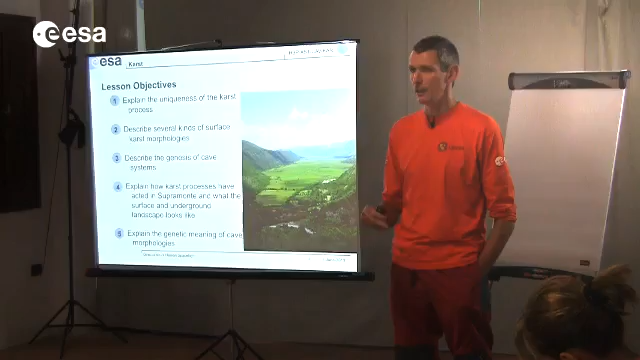 esa
esa
Karst
Lesson Objectives
1 Explain the uniqueness of the karst
process
2 Describe several kinds of surface
karst morphologies
3 Describe the genesis of cave
systems
4 Explain how karst processes have
acted in Supramonte and what the
surface and underground
landscape looks like
5 Explain the genetic meaning of cave
morphologies